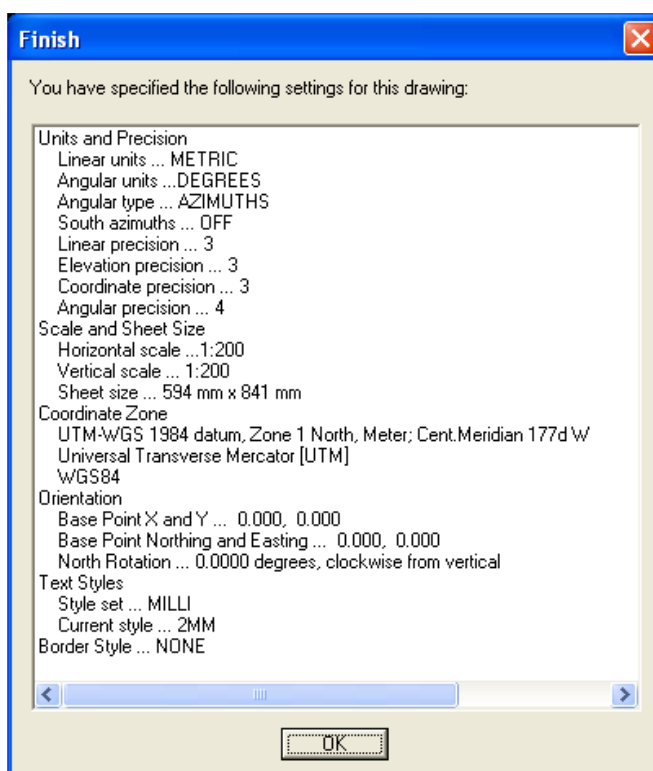 Finish
You have specified the following settings for this drawing:
Units and Precision
Linear units ... METRIC
Angular units ...DEGREES
Angular type ... AZIMUTHS
South azimuths ... OFF
Linear precision ... 3
Elevation precision ... 3
Coordinate precision ... 3
Angular precision ... 4
Scale and Sheet Size
Horizontal scale ...1:200
Vertical scale ... 1:200
Sheet size ... 594 mm x 841 mm
Coordinate Zone
UTM-WGS 1984 datum, Zone 1 North, Meter; Cent.Meridian 177d W
Universal Transverse Mercator [UTM]
WGS84
Orientation
Base Point X and Y ... 0.000, 0.000
Base Point Northing and Easting ... 0.000, 0.000
North Rotation ... 0.0000 degrees, clockwise from vertical
Text Styles
Style set ... MILLI
Current style ... 2MM
Border Style ... NONE
OK